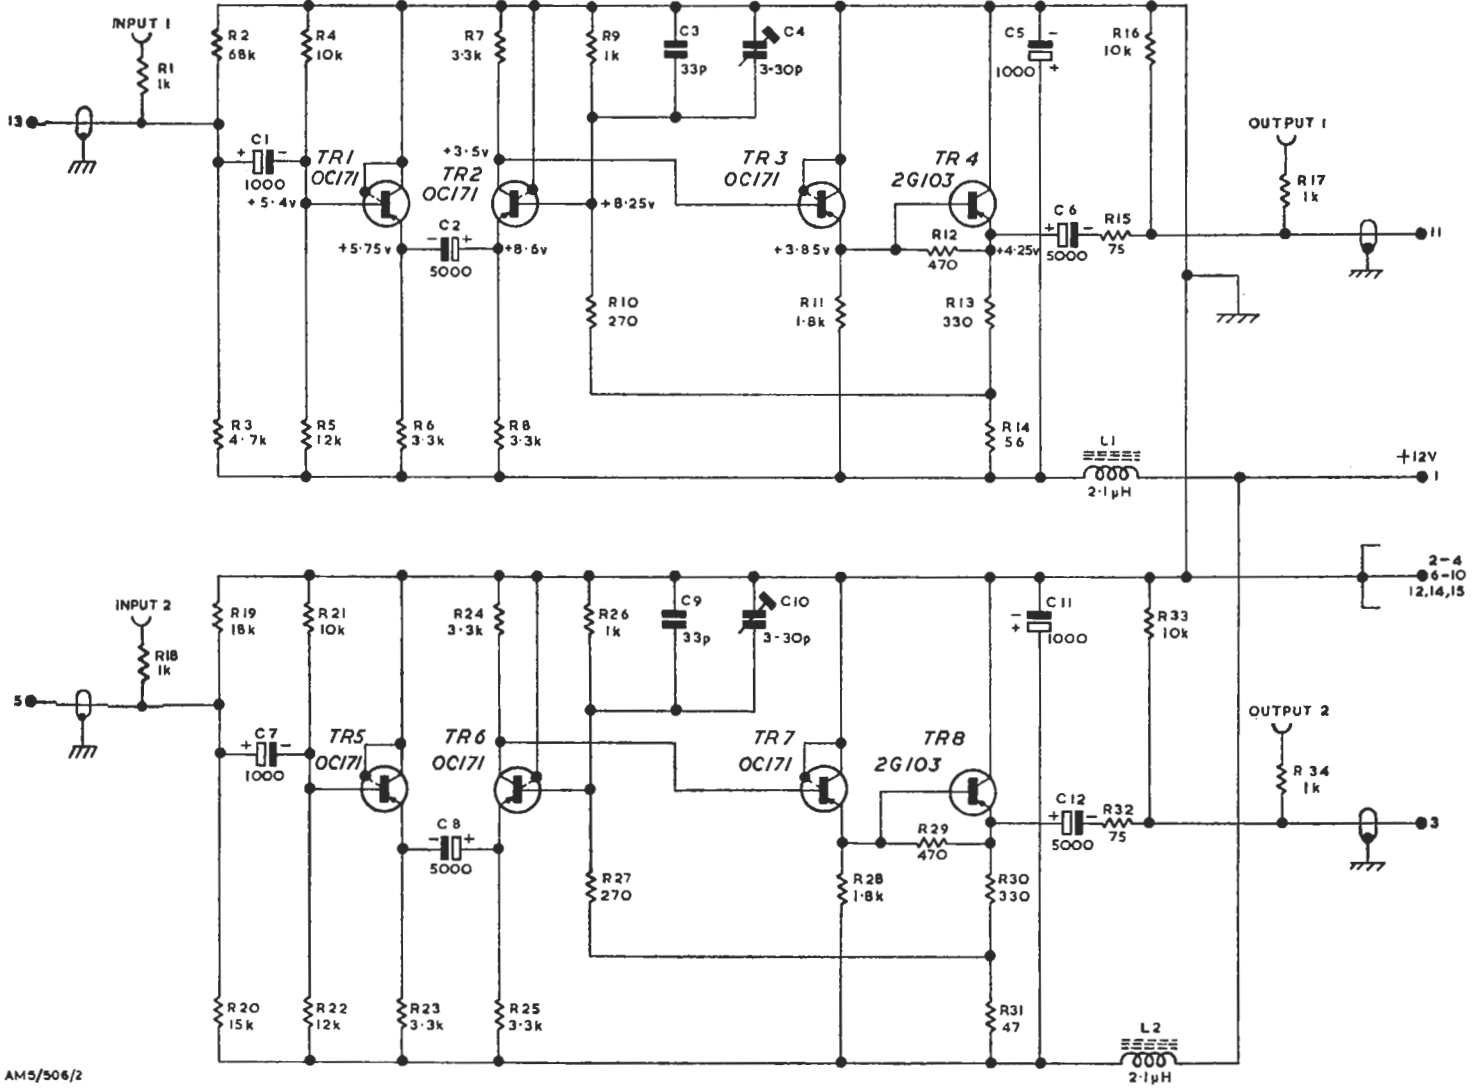 INPUT 1
R1
1k
13
R2
68k
R4
10k
R7
3.3k
R9
1k
C3
33p
C4
3-30p
C5
-
+
1000
R16
10k
+ C1 -
1000
TR1
OC171
+5.4v
+5.75v
+3.5v
TR2
OC171
- C2 +
5000
+8.6v
+8.25v
TR3
OC171
TR4
2G103
+3.85v
R12
470
+4.25v
+ C6 -
5000
R15
75
OUTPUT 1
R17
1k
11
R10
270
R11
1.8k
R13
330
R3
4.7k
R5
12k
R6
3.3k
R8
3.3k
R14
56
L1
2.1µH
+12V
1
2-4
6-10
12,14,15
INPUT 2
R18
1k
5
R19
18k
R21
10k
R24
3.3k
R26
1k
C9
33p
C10
3-30p
C11
-
+
1000
R33
10k
+ C7 -
1000
TR5
OC171
TR6
OC171
- C8 +
5000
TR7
OC171
TR8
2G103
R29
470
+ C12 -
5000
R32
75
OUTPUT 2
R34
1k
3
R27
270
R28
1.8k
R30
330
R20
15k
R22
12k
R23
3.3k
R25
3.3k
R31
47
L2
2.1µH
AM5/506/2